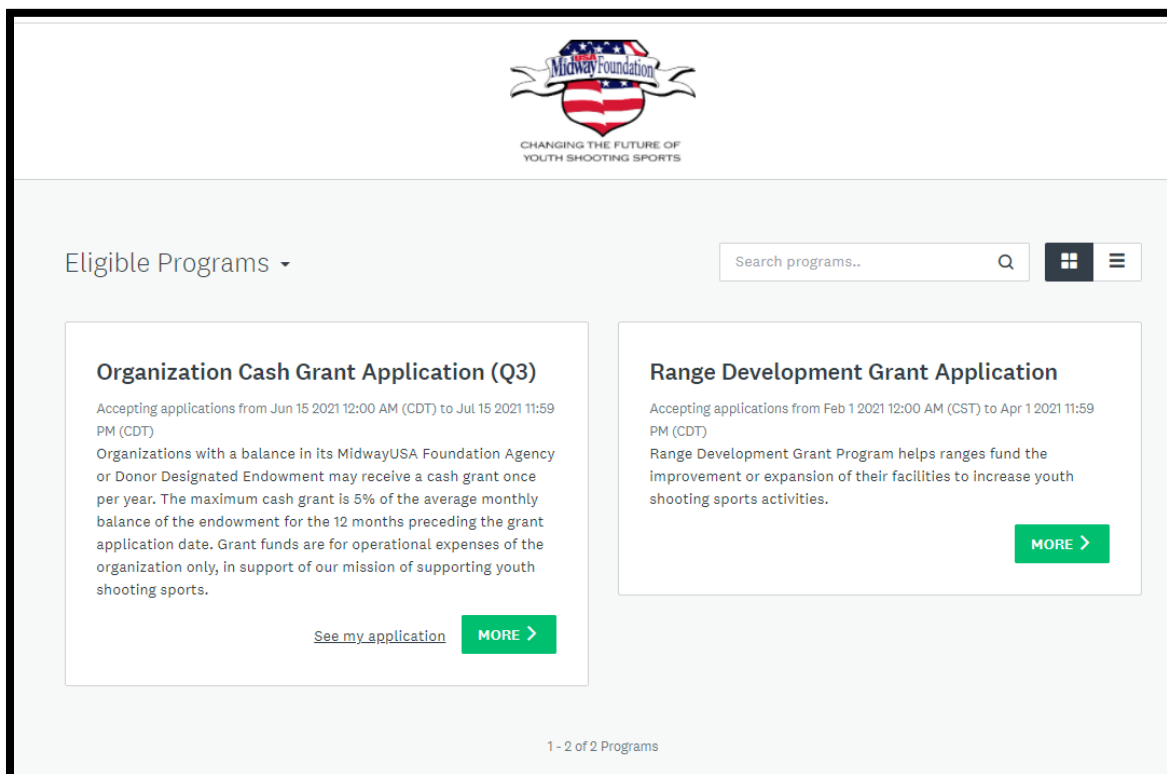 USA
Midway Foundation
CHANGING THE FUTURE OF
YOUTH SHOOTING SPORTS
Eligible Programs
Search programs..
Organization Cash Grant Application (Q3)
Accepting applications from Jun 15 2021 12:00 AM (CDT) to Jul 15 2021 11:59
PM (CDT)
Organizations with a balance in its MidwayUSA Foundation Agency
or Donor Designated Endowment may receive a cash grant once
per year. The maximum cash grant is 5% of the average monthly
balance of the endowment for the 12 months preceding the grant
application date. Grant funds are for operational expenses of the
organization only, in support of our mission of supporting youth
shooting sports.
See my application
MORE
Range Development Grant Application
Accepting applications from Feb 1 2021 12:00 AM (CST) to Apr 1 2021 11:59
PM (CDT)
Range Development Grant Program helps ranges fund the
improvement or expansion of their facilities to increase youth
shooting sports activities.
MORE
1 - 2 of 2 Programs